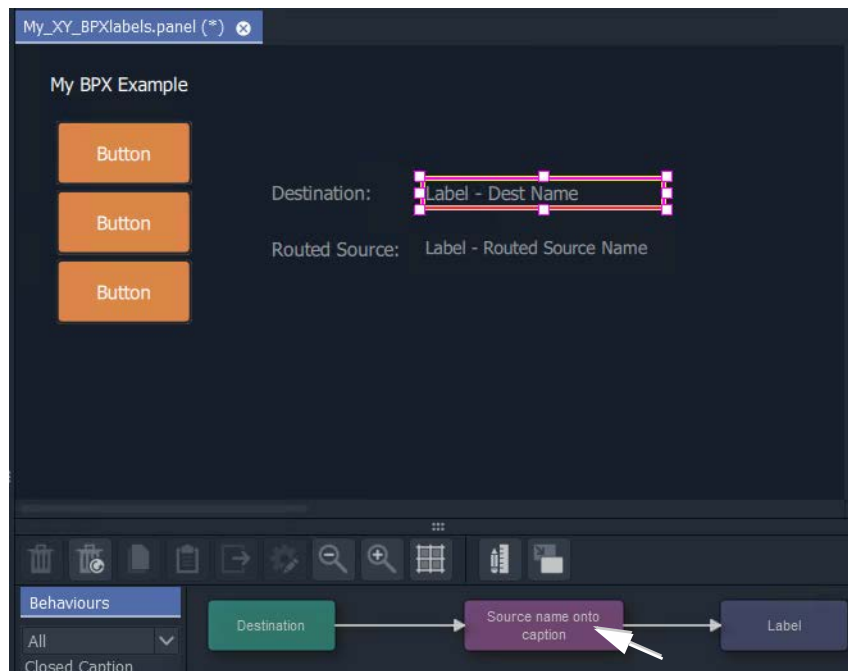 My_XY_BPXlabels.panel (*)
My BPX Example
Button
Button
Button
Destination:
Label - Dest Name
Routed Source:
Label - Routed Source Name
Behaviours
All
Closed Caption
Destination
Source name onto
caption
Label